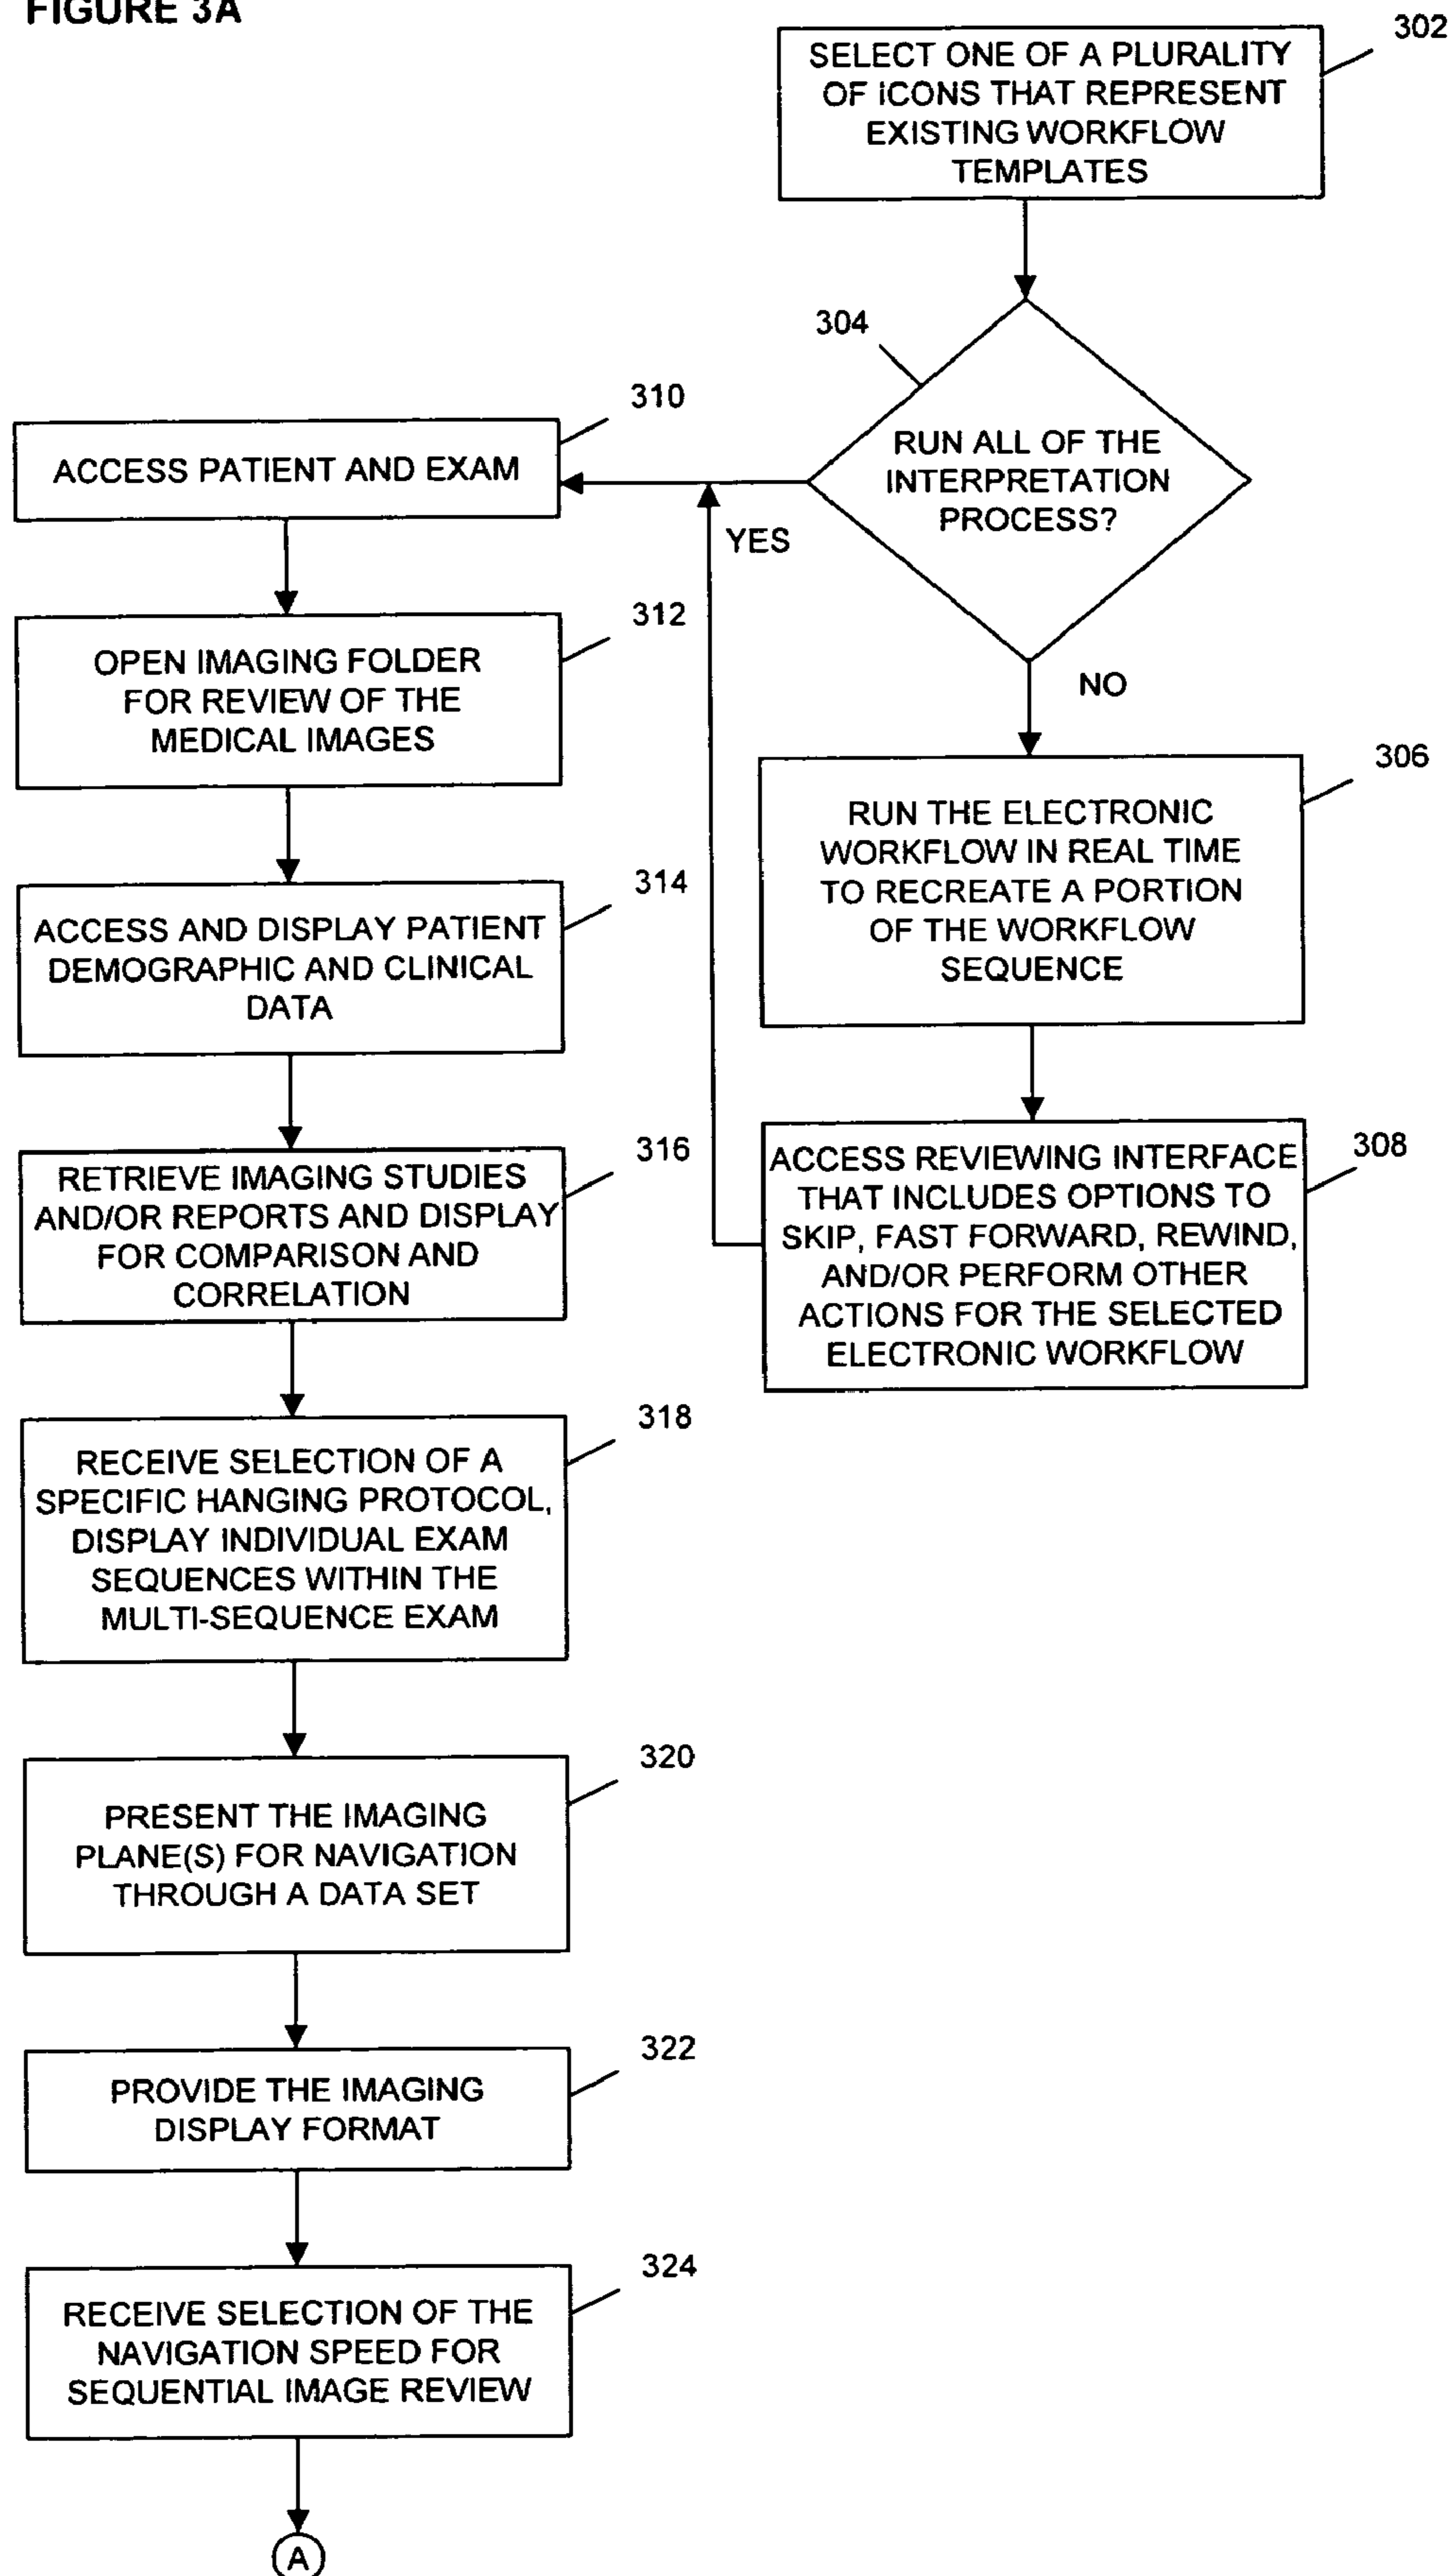 FIGURE 3A
302
SELECT ONE OF A PLURALITY
OF ICONS THAT REPRESENT
EXISTING WORKFLOW
TEMPLATES
304
RUN ALL OF THE
INTERPRETATION
PROCESS?
YES
NO
306
RUN THE ELECTRONIC
WORKFLOW IN REAL TIME
TO RECREATE A PORTION
OF THE WORKFLOW
SEQUENCE
308
ACCESS REVIEWING INTERFACE
THAT INCLUDES OPTIONS TO
SKIP, FAST FORWARD, REWIND,
AND/OR PERFORM OTHER
ACTIONS FOR THE SELECTED
ELECTRONIC WORKFLOW
310
ACCESS PATIENT AND EXAM
312
OPEN IMAGING FOLDER
FOR REVIEW OF THE
MEDICAL IMAGES
314
ACCESS AND DISPLAY PATIENT
DEMOGRAPHIC AND CLINICAL
DATA
316
RETRIEVE IMAGING STUDIES
AND/OR REPORTS AND DISPLAY
FOR COMPARISON AND
CORRELATION
318
RECEIVE SELECTION OF A
SPECIFIC HANGING PROTOCOL,
DISPLAY INDIVIDUAL EXAM
SEQUENCES WITHIN THE
MULTI-SEQUENCE EXAM
320
PRESENT THE IMAGING
PLANE(S) FOR NAVIGATION
THROUGH A DATA SET
322
PROVIDE THE IMAGING
DISPLAY FORMAT
324
RECEIVE SELECTION OF THE
NAVIGATION SPEED FOR
SEQUENTIAL IMAGE REVIEW
A